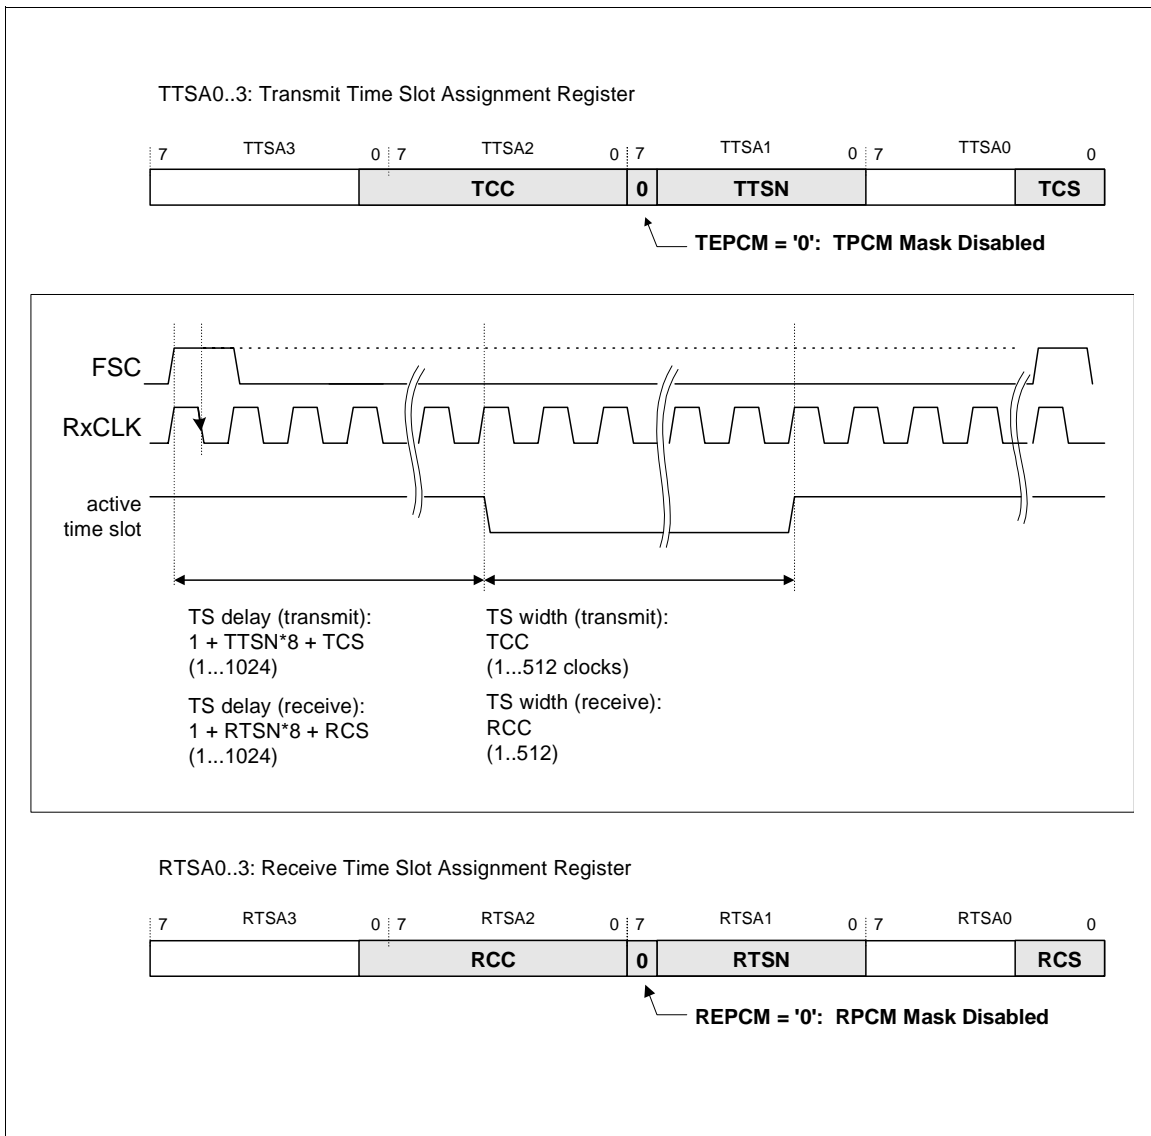 TTSA0..3: Transmit Time Slot Assignment Register
7 TTSA3 0 7 TTSA2 0 7 TTSA1 0 7 TTSA0 0
TCC 0 TTSN TCS
TEPCM = '0': TPCM Mask Disabled
FSC
RxCLK
active
time slot
TS delay (transmit):
1 + TTSN*8 + TCS
(1...1024)
TS width (transmit):
TCC
(1...512 clocks)
TS delay (receive):
1 + RTSN*8 + RCS
(1...1024)
TS width (receive):
RCC
(1..512)
RTSA0..3: Receive Time Slot Assignment Register
7 RTSA3 0 7 RTSA2 0 7 RTSA1 0 7 RTSA0 0
RCC 0 RTSN RCS
REPCM = '0': RPCM Mask Disabled